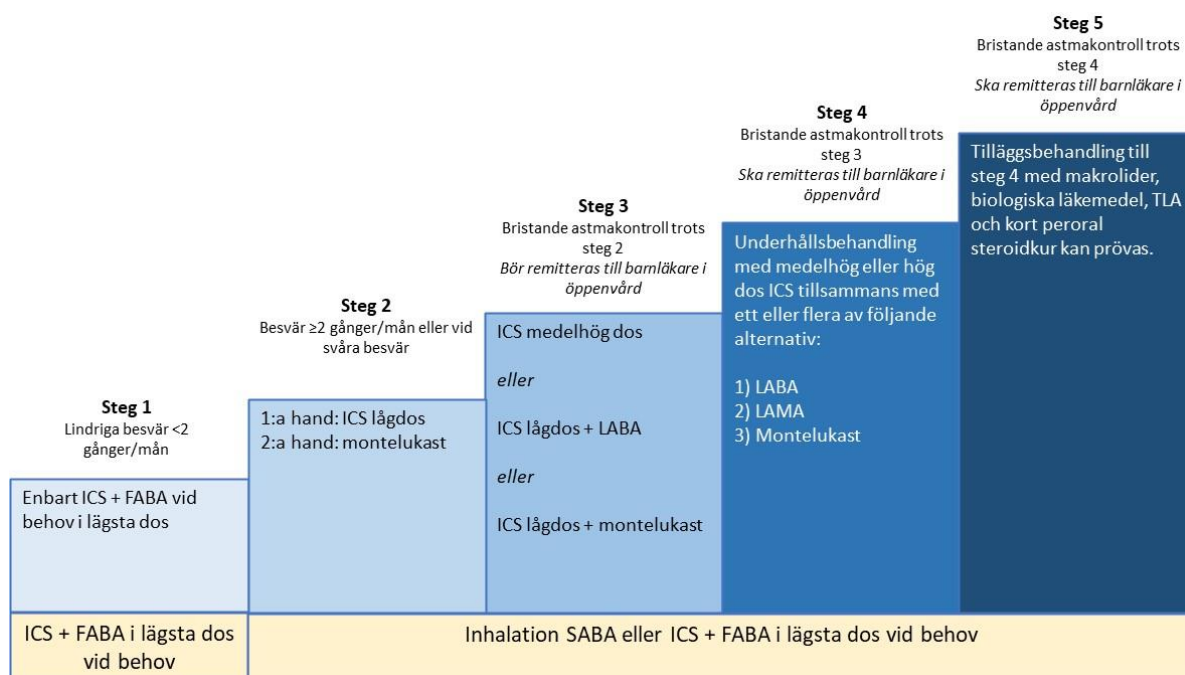 Steg 1
Lindriga besvär <2
gånger/mån
Enbart ICS + FABA vid
behov i lägsta dos
Steg 2
Besvär ≥2 gånger/mån eller vid
svåra besvär
1:a hand: ICS lågdos
2:a hand: montelukast
Steg 3
Bristande astmakontroll trots
steg 2
Bör remitteras till barnläkare i
öppenvård
ICS medelhög dos
eller
ICS lågdos + LABA
eller
ICS lågdos + montelukast
Steg 4
Bristande astmakontroll trots
steg 3
Ska remitteras till barnläkare i
öppenvård
Underhållsbehandling
med medelhög eller hög
dos ICS tillsammans med
ett eller flera av följande
alternativ:
1) LABA
2) LAMA
3) Montelukast
Steg 5
Bristande astmakontroll trots
steg 4
Ska remitteras till barnläkare i
öppenvård
Tilläggsbehandling till
steg 4 med makrolider,
biologiska läkemedel, TLA
och kort peroral
steroidkur kan prövas.
ICS + FABA i lägsta dos
vid behov
Inhalation SABA eller ICS + FABA i lägsta dos vid behov